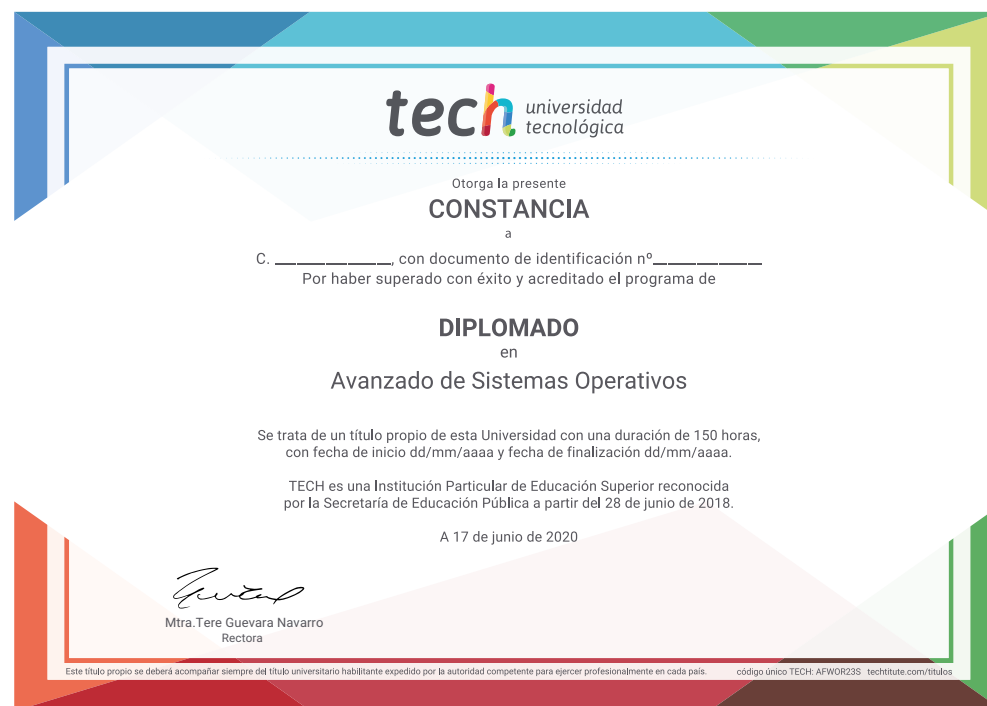 tech universidad
tecnológica
Otorga la presente
CONSTANCIA
a
C. ________________, con documento de identificación nº_______________
Por haber superado con éxito y acreditado el programa de
DIPLOMADO
en
Avanzado de Sistemas Operativos
Se trata de un título propio de esta Universidad con una duración de 150 horas,
con fecha de inicio dd/mm/aaaa y fecha de finalización dd/mm/aaaa.
TECH es una Institución Particular de Educación Superior reconocida
por la Secretaría de Educación Pública a partir del 28 de junio de 2018.
A 17 de junio de 2020
Mtra.Tere Guevara Navarro
Rectora
Este título propio se deberá acompañar siempre del título universitario habilitante expedido por la autoridad competente para ejercer profesionalmente en cada país. código único TECH: AFWOR23S techtitute.com/titulos